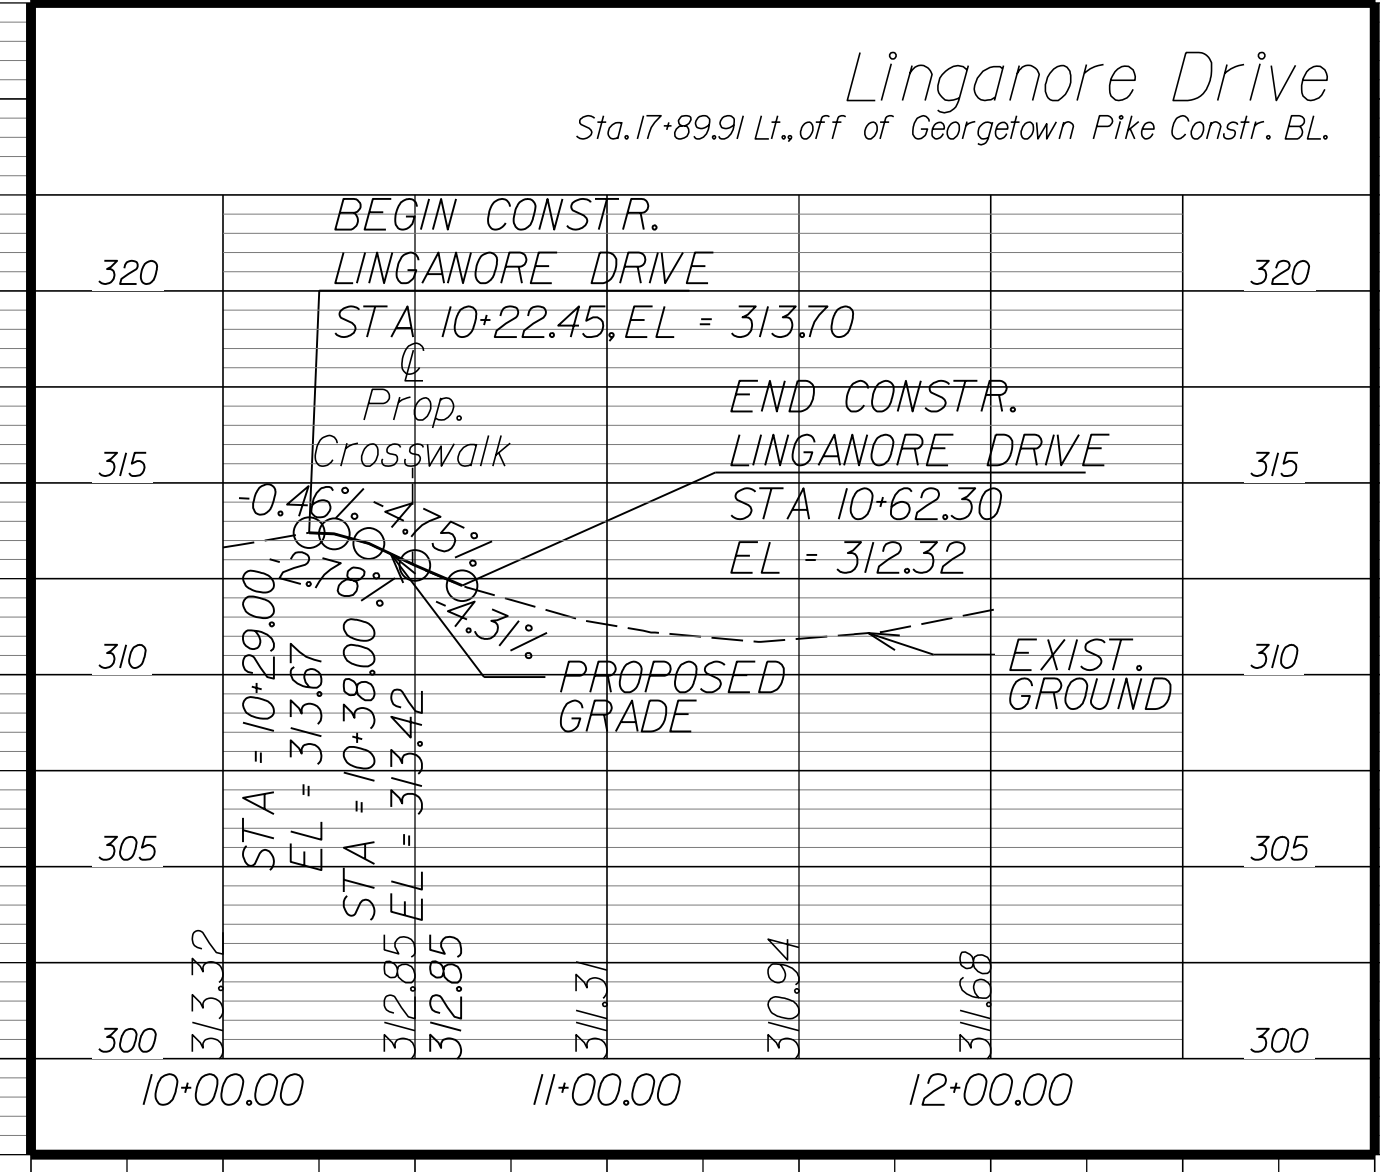 Linganore Drive
Sta. 17+89.91 Lt., off of Georgetown Pike Constr. BL.
BEGIN CONSTR.
LINGANORE DRIVE
STA 10+22.45, EL = 313.70
320
320
℄
Prop.
Crosswalk
END CONSTR.
LINGANORE DRIVE
STA 10+62.30
EL = 312.32
315
315
-0.46%
-4.75%
-2.78%
-4.31%
STA = 10+29.00
EL = 313.67
STA = 10+38.00
EL = 313.42
PROPOSED
GRADE
EXIST.
GROUND
310
310
305
305
313.32
312.85
312.85
311.31
310.94
311.68
300
300
10+00.00
11+00.00
12+00.00